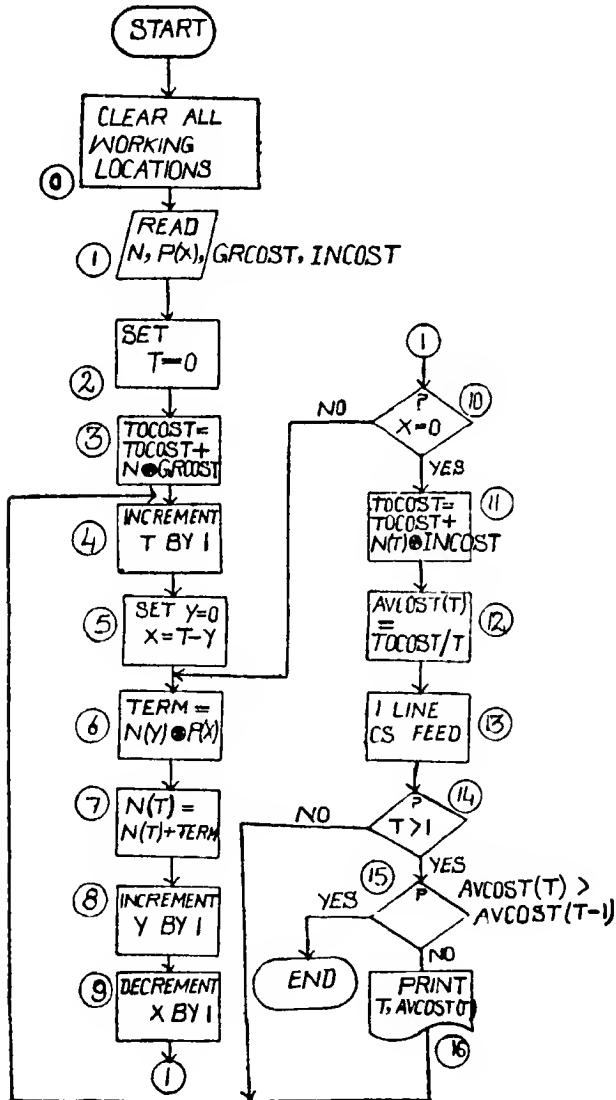 START
CLEAR ALL
WORKING
LOCATIONS
0
READ
N, P(X), GRCOST, INCOST
1
SET
T=0
2
3
TOCOST=
TOCOST+
N⊗GRCOST
INCREMENT
T BY 1
4
SET Y=0
X=T-Y
5
TERM=
N(Y)⊗P(X)
6
7
N(T)=
N(T)+TERM
INCREMENT
Y BY 1
8
9
DECREMENT
X BY 1
1
1
?
X=0
10
NO
YES
TOCOST=
TOCOST+
N(T)⊗INCOST
11
AVCOST(T)
=
TOCOST/T
12
1 LINE
CS FEED
13
14
?
T>1
NO
YES
15
?
AVCOST(T)>
AVCOST(T-1)
YES
NO
END
PRINT
T, AVCOST(T)
16